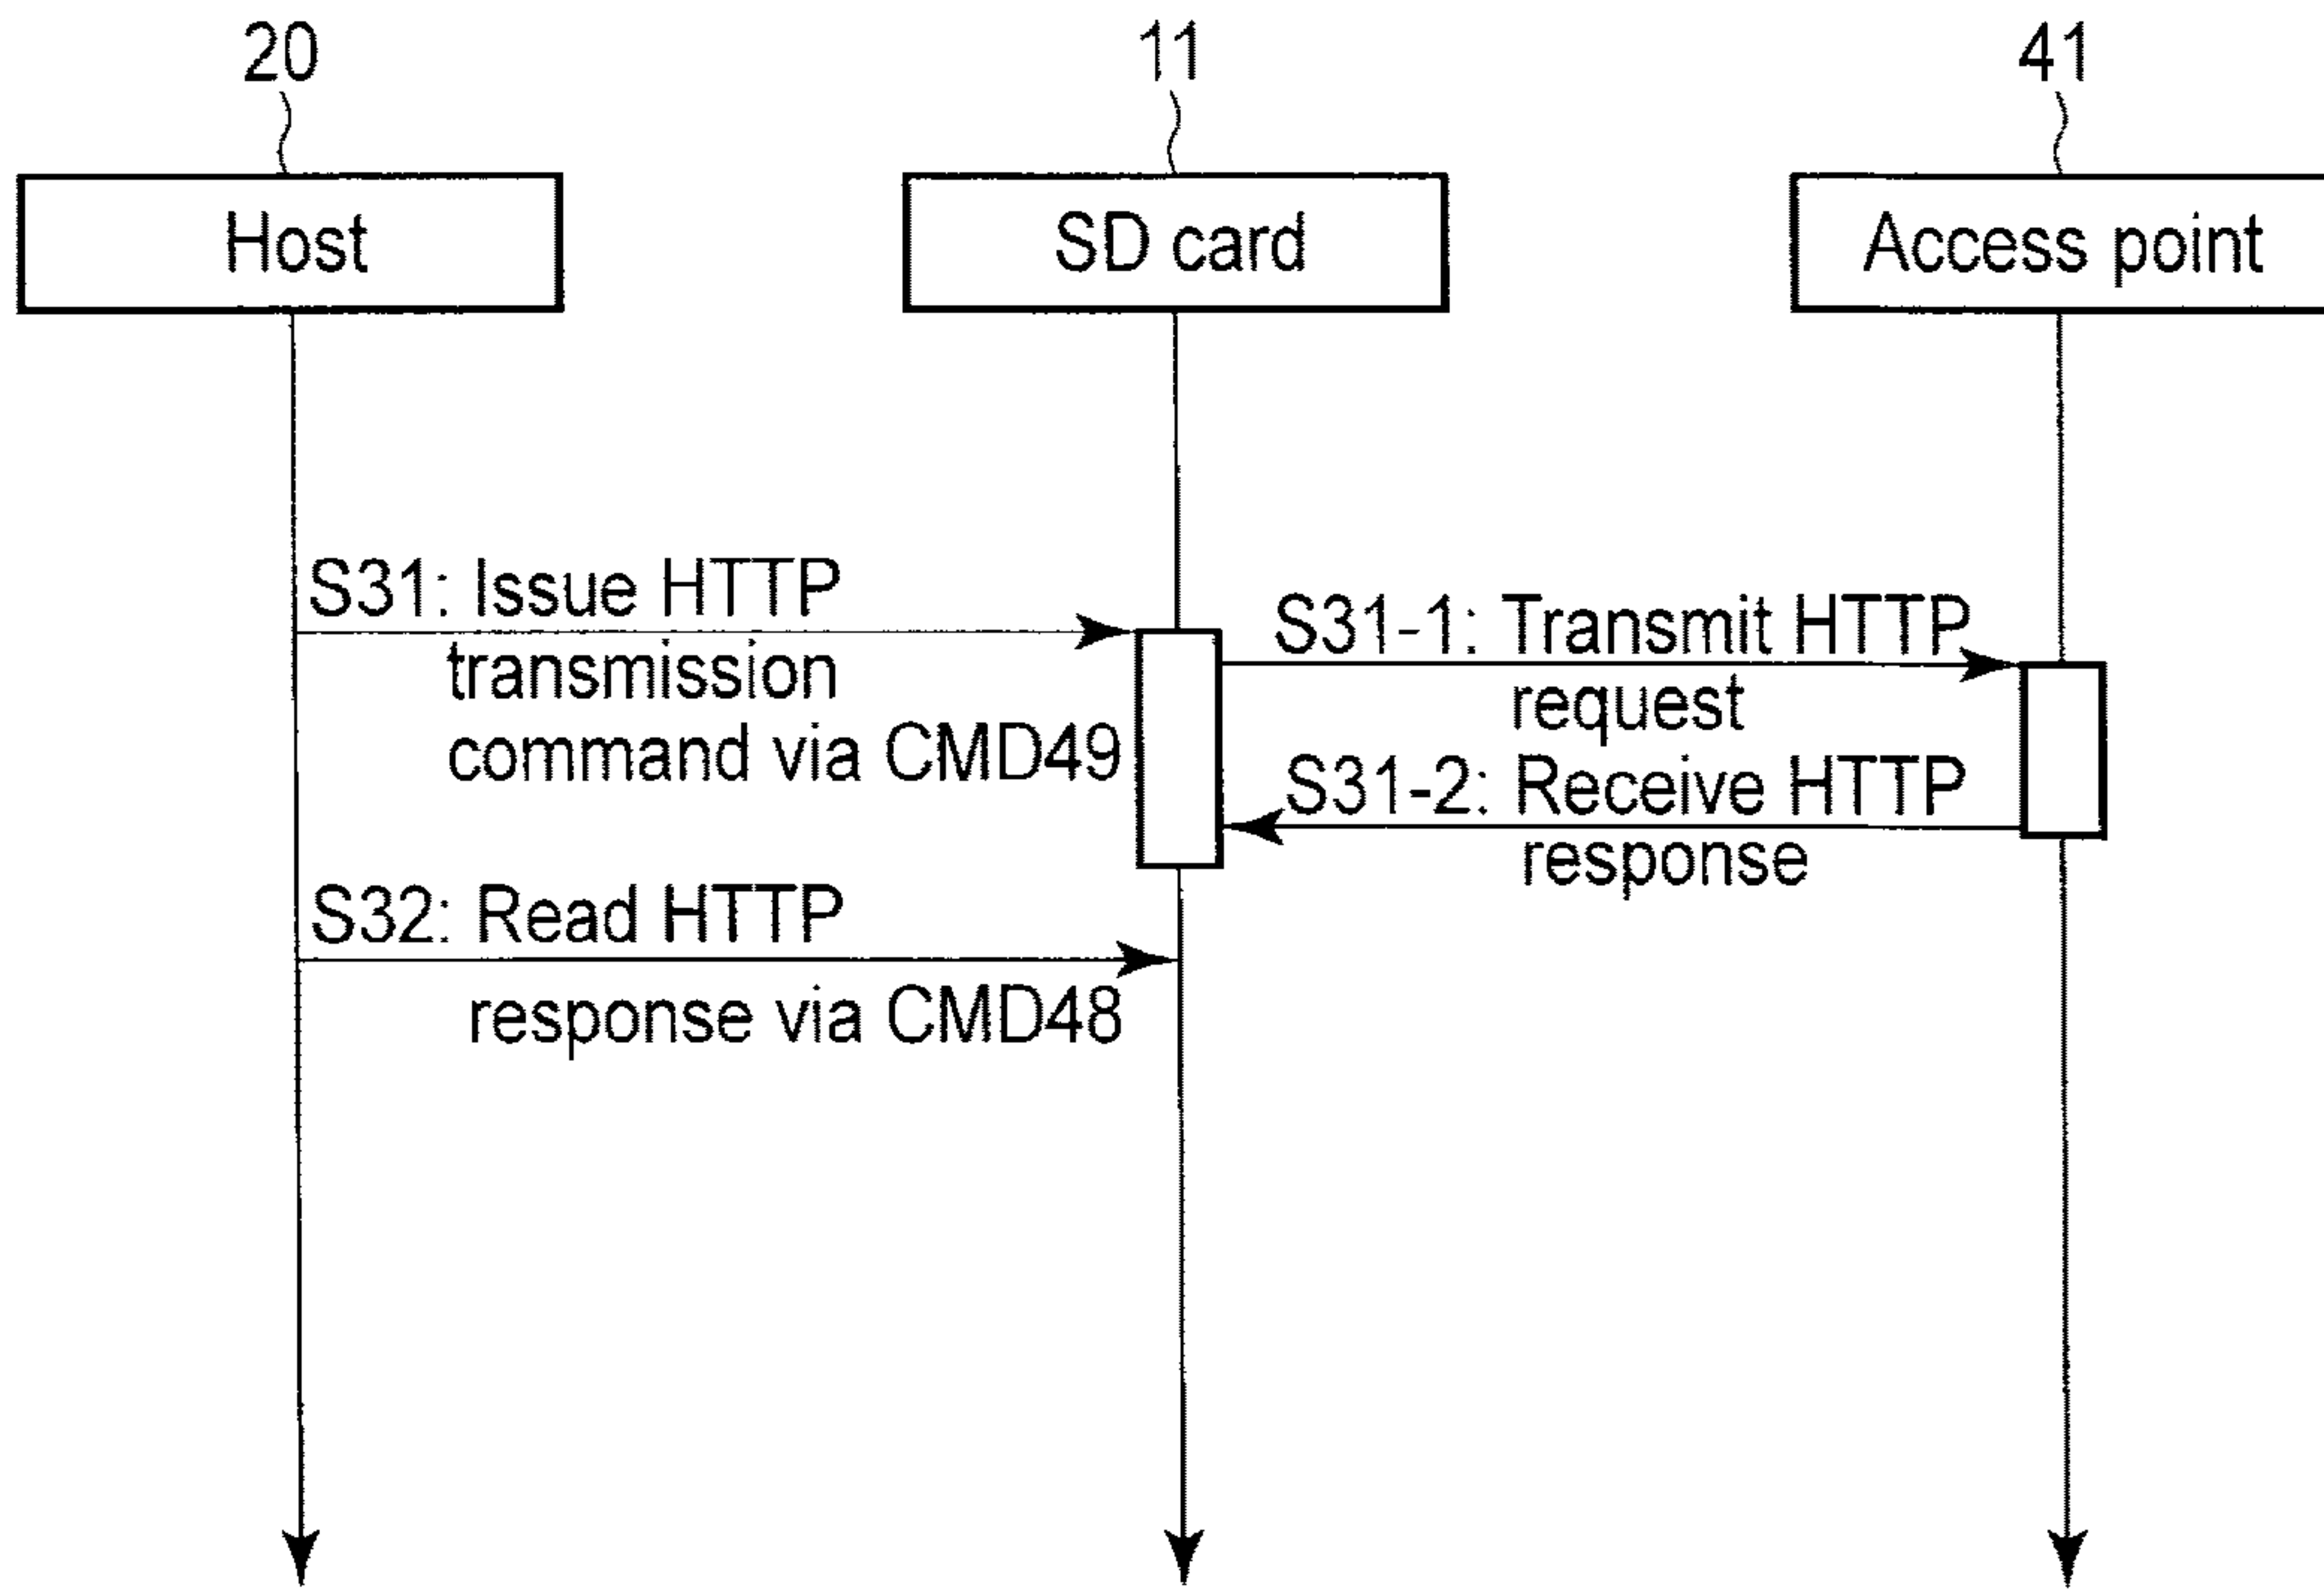 20
11
41
Host
SD card
Access point
S31: Issue HTTP
transmission
command via CMD49
S31-1: Transmit HTTP
request
S31-2: Receive HTTP
response
S32: Read HTTP
response via CMD48